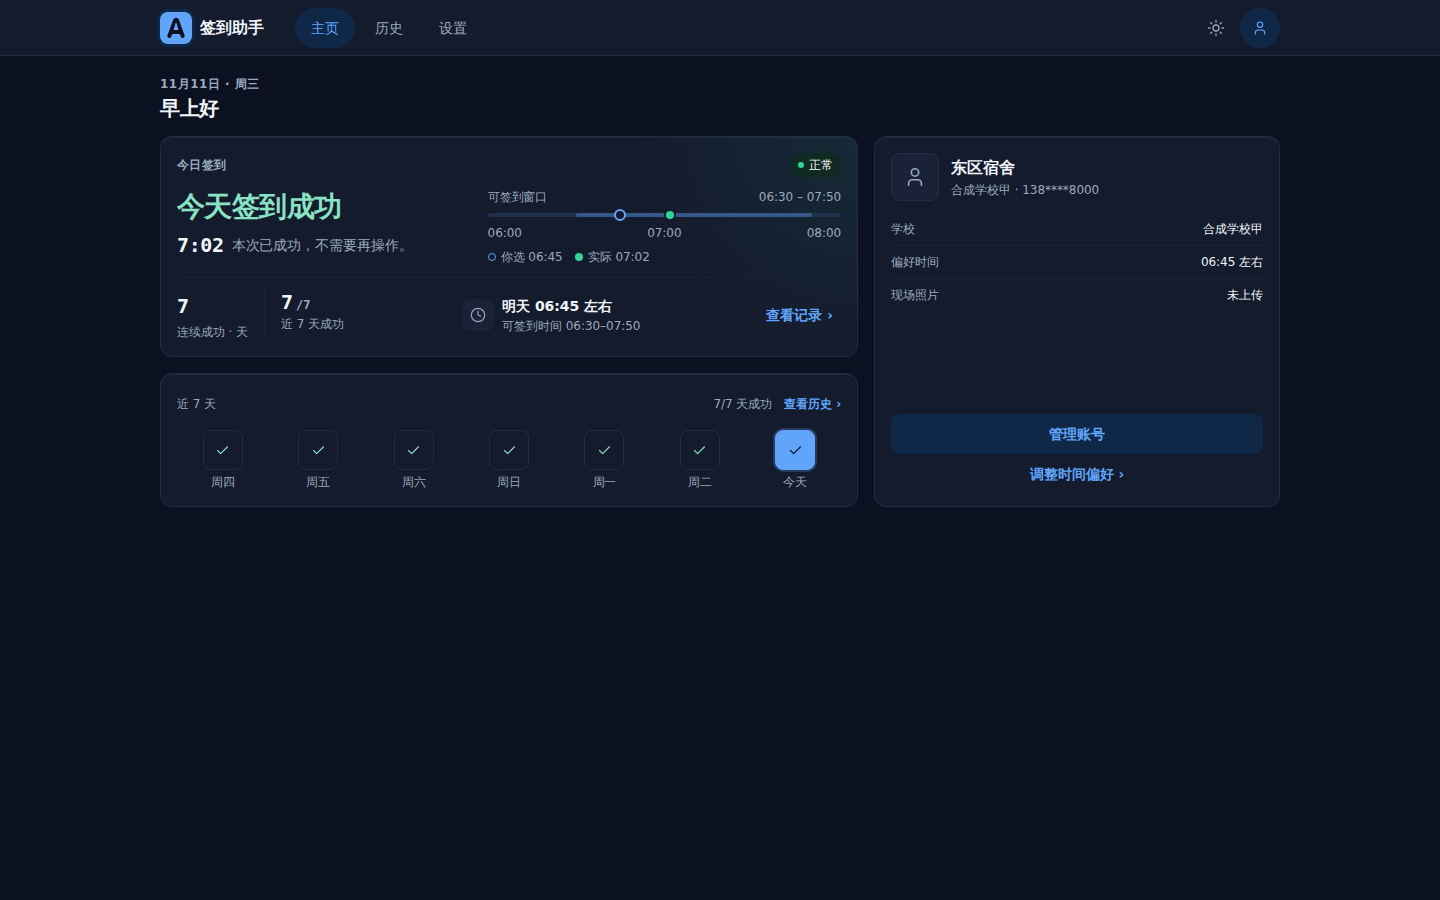 签到助手
主页
历史
设置
11月11日 · 周三
早上好
今日签到
正常
今天签到成功
7:02 本次已成功，不需要再操作。
可签到窗口
06:30 – 07:50
06:00
07:00
08:00
你选 06:45
实际 07:02
7
连续成功 · 天
7 /7
近 7 天成功
明天 06:45 左右
可签到时间 06:30–07:50
查看记录 ›
近 7 天
7/7 天成功
查看历史 ›
周四
周五
周六
周日
周一
周二
今天
东区宿舍
合成学校甲 · 138****8000
学校
合成学校甲
偏好时间
06:45 左右
现场照片
未上传
管理账号
调整时间偏好 ›